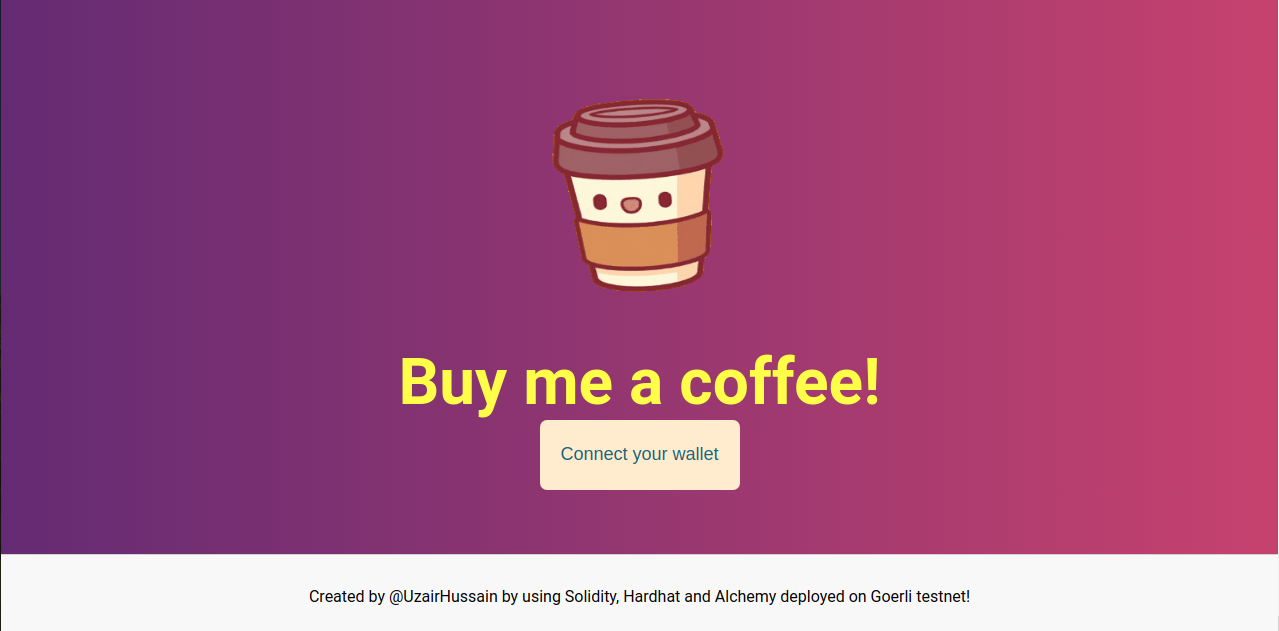 Buy me a coffee!
Connect your wallet
Created by @UzairHussain by using Solidity, Hardhat and Alchemy deployed on Goerli testnet!